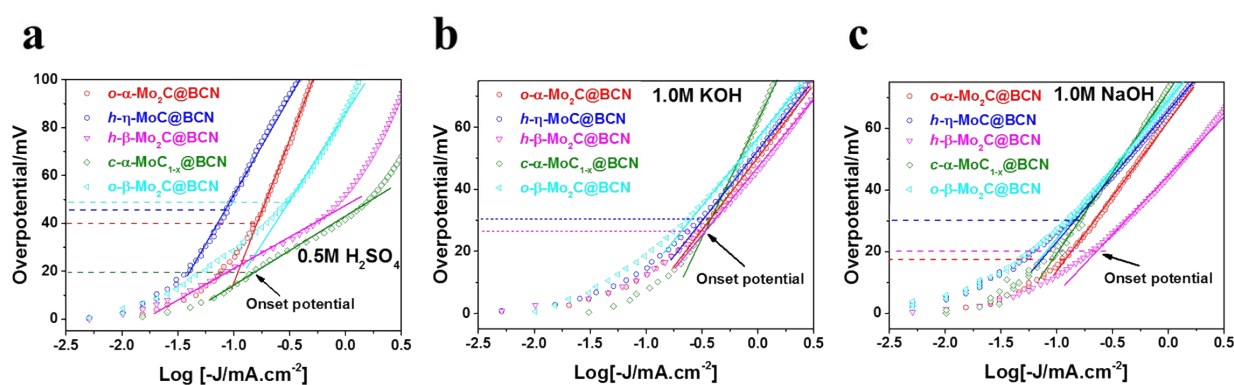 a
100
80
60
40
20
0
Overpotential/mV
o-α-Mo₂C@BCN
h-η-MoC@BCN
h-β-Mo₂C@BCN
c-α-MoC₁₋ₓ@BCN
o-β-Mo₂C@BCN
0.5M H₂SO₄
Onset potential
-2.5 -2.0 -1.5 -1.0 -0.5 0.0 0.5
Log [-J/mA.cm⁻²]
b
60
40
20
0
Overpotential/mV
1.0M KOH
o-α-Mo₂C@BCN
h-η-MoC@BCN
h-β-Mo₂C@BCN
c-α-MoC₁₋ₓ@BCN
o-β-Mo₂C@BCN
Onset potential
-2.5 -2.0 -1.5 -1.0 -0.5 0.0 0.5
Log[-J/mA.cm⁻²]
c
60
40
20
0
Overpotential/mV
1.0M NaOH
o-α-Mo₂C@BCN
h-η-MoC@BCN
h-β-Mo₂C@BCN
c-α-MoC₁₋ₓ@BCN
o-β-Mo₂C@BCN
Onset potential
-2.5 -2.0 -1.5 -1.0 -0.5 0.0 0.5
Log[-J/mA.cm⁻²]